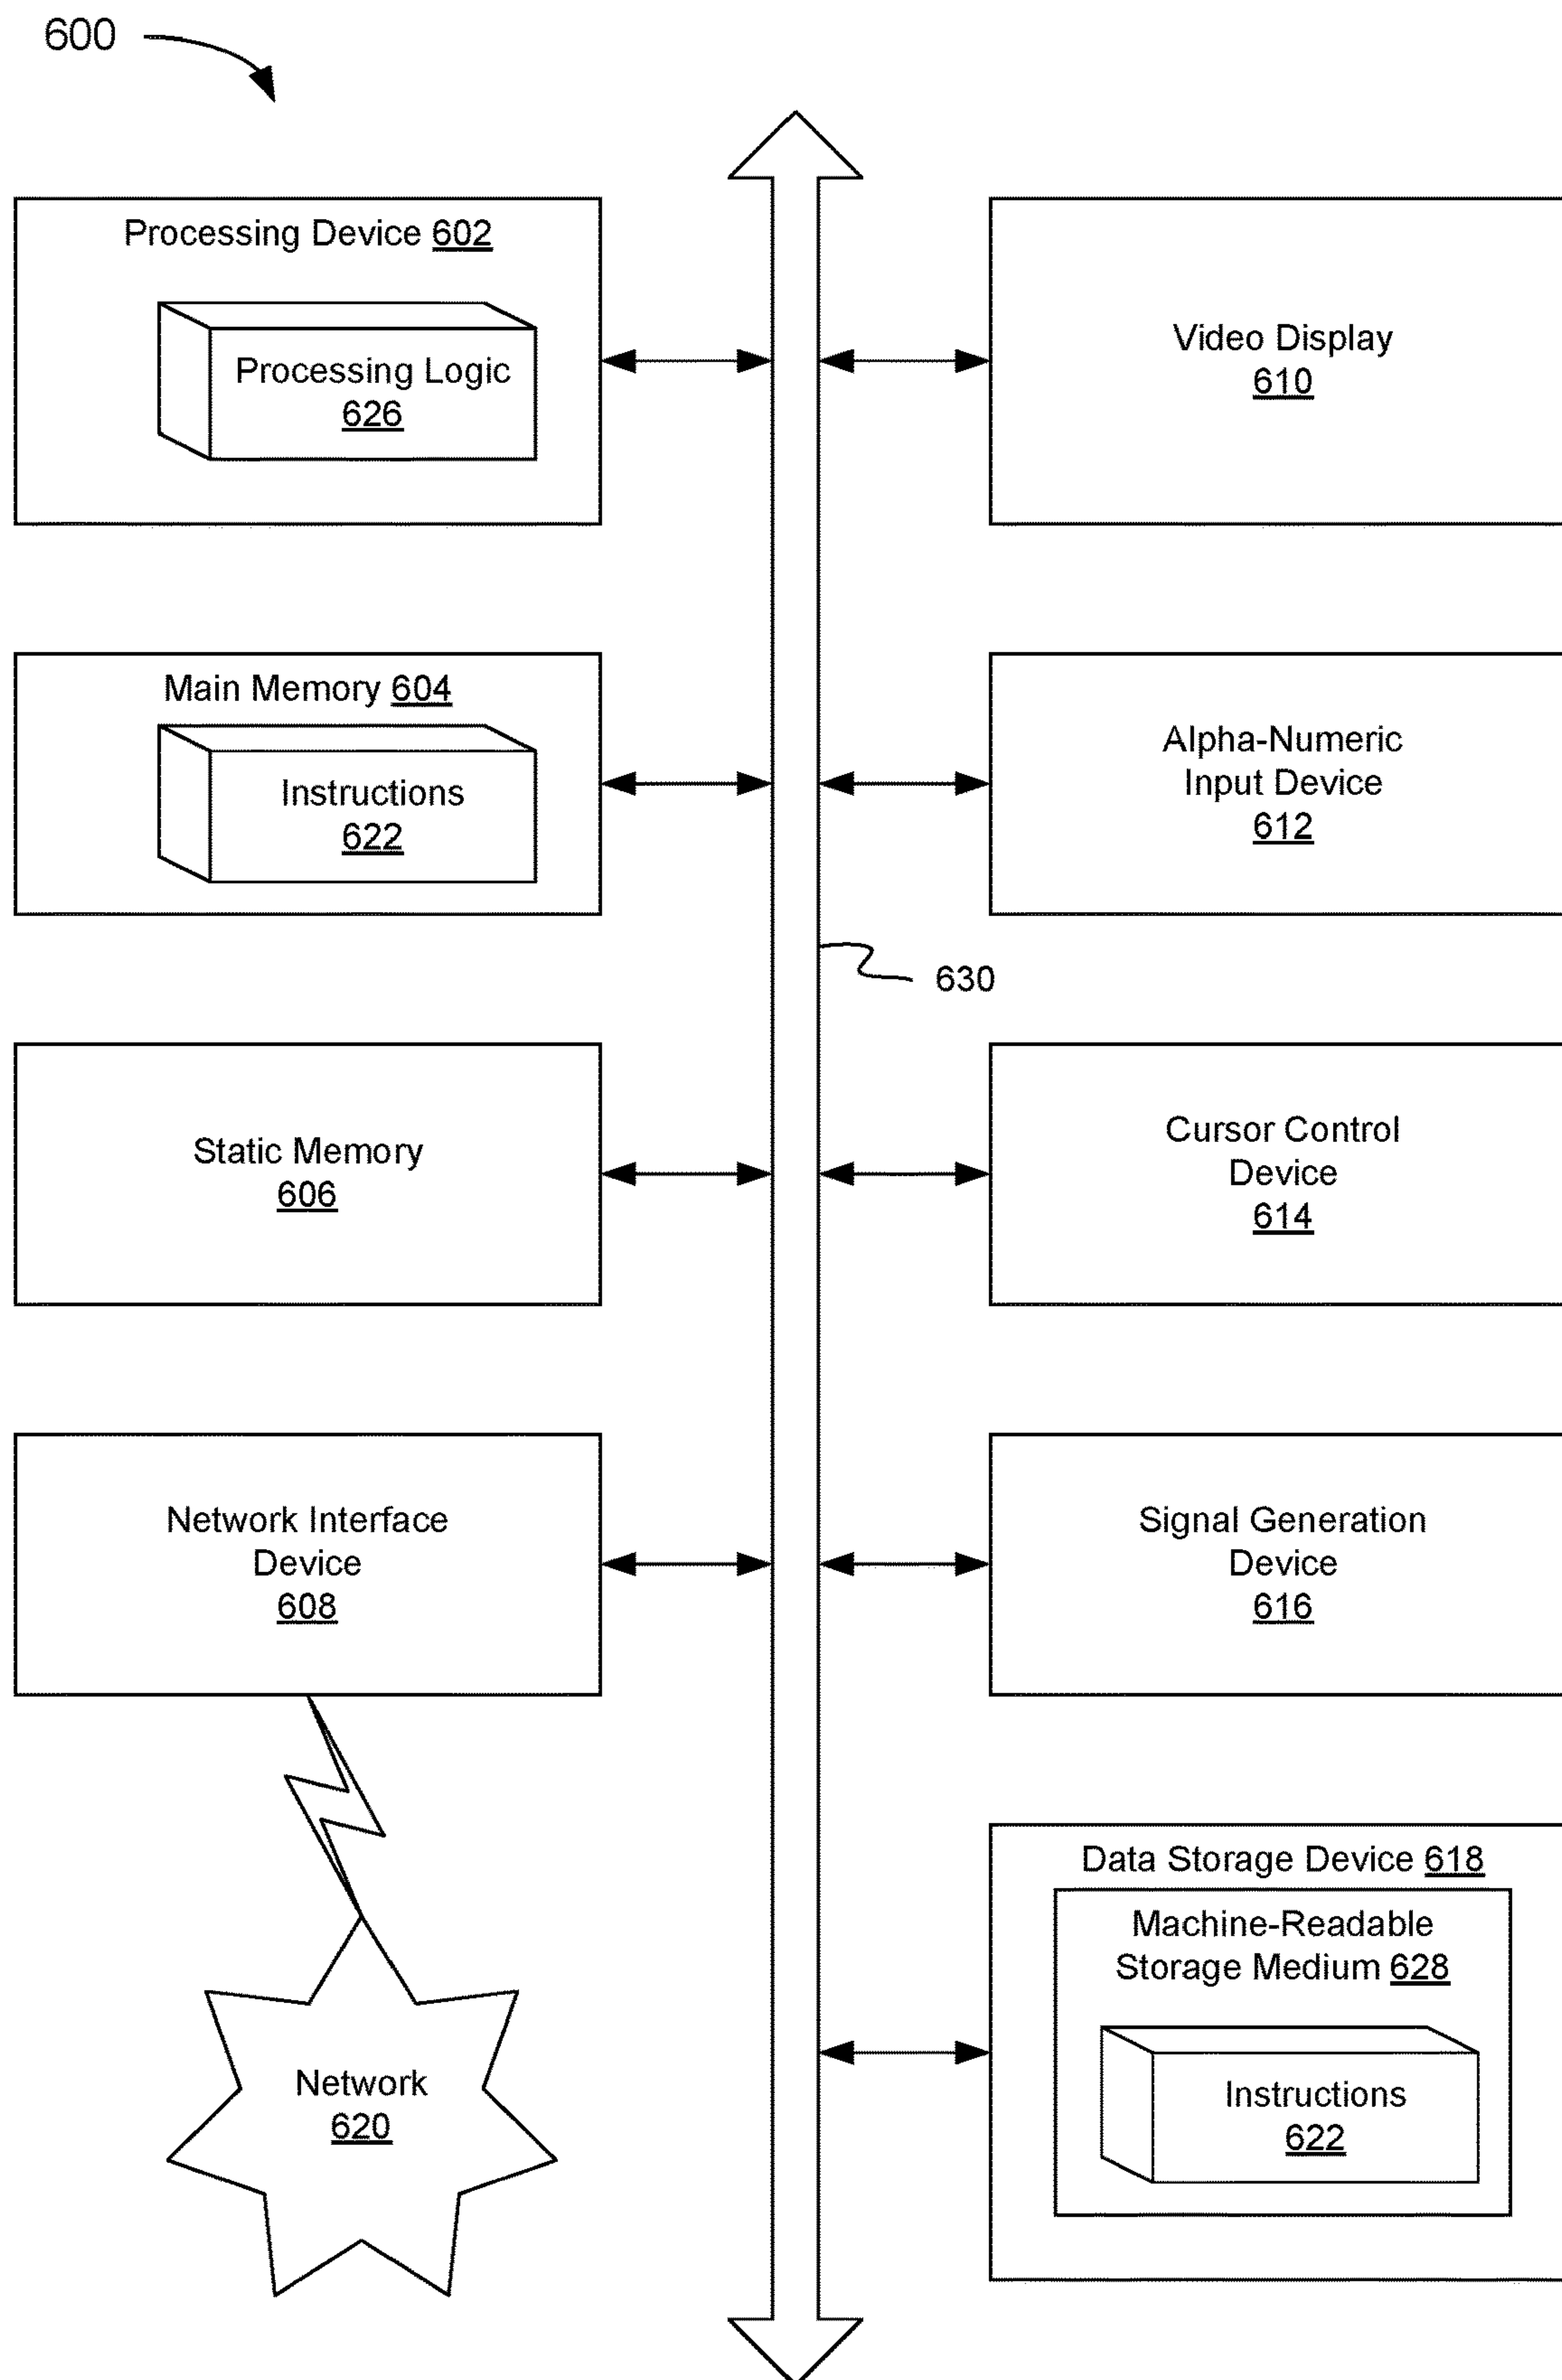 600
Processing Device 602
Processing Logic
626
Video Display
610
Main Memory 604
Instructions
622
Alpha-Numeric
Input Device
612
630
Static Memory
606
Cursor Control
Device
614
Network Interface
Device
608
Signal Generation
Device
616
Data Storage Device 618
Machine-Readable
Storage Medium 628
Instructions
622
Network
620